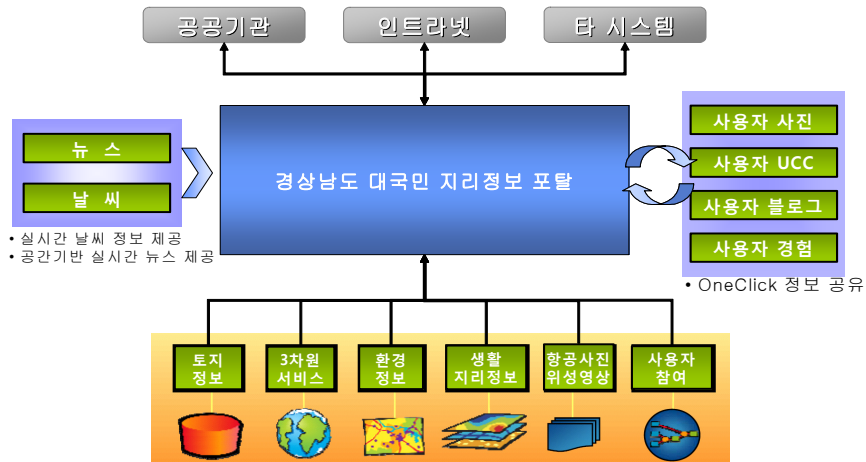 공공기관
인트라넷
타 시스템
뉴 스
날 씨
• 실시간 날씨 정보 제공
• 공간기반 실시간 뉴스 제공
경상남도 대국민 지리정보 포탈
사용자 사진
사용자 UCC
사용자 블로그
사용자 경험
• OneClick 정보 공유
토지
정보
3차원
서비스
환경
정보
생활
지리정보
항공사진
위성영상
사용자
참여